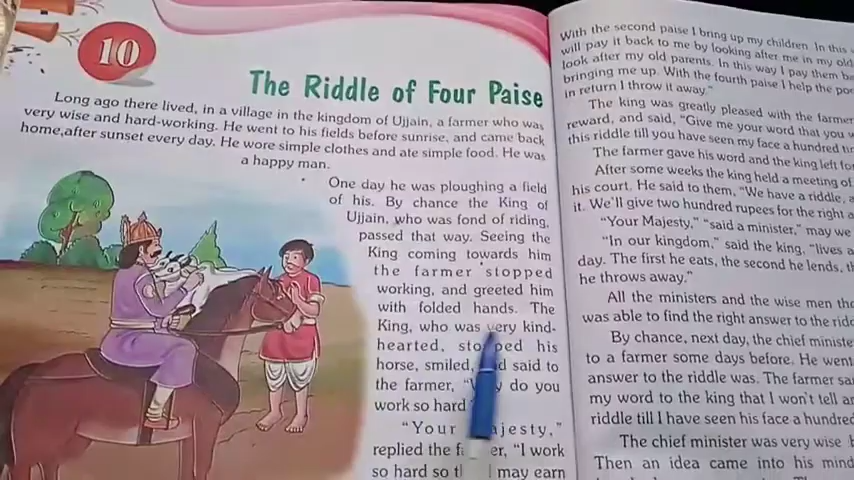 10
The Riddle of Four Paise
Long ago there lived, in a village in the kingdom of Ujjain, a farmer who was
very wise and hard-working. He went to his fields before sunrise, and came back
home,after sunset every day. He wore simple clothes and ate simple food. He was
a happy man.
One day he was ploughing a field
of his. By chance the King of
Ujjain, who was fond of riding,
passed that way. Seeing the
King coming towards him
the farmer stopped
working, and greeted him
with folded hands. The
King, who was very kind-
hearted, stopped his
horse, smiled, and said to
the farmer, "Why do you
work so hard
"Your Majesty,"
replied the farmer, "I work
so hard so may earn
With the second paise I bring up my children. In this
will pay it back to me by looking after me in my old
look after my old parents. In this way I pay them
bringing me up. With the fourth paise I help the
in return I throw it away."
The king was greatly pleased with the farmer
reward, and said, "Give me your word that you
this riddle till you have seen my face a hundred
The farmer gave his word and the king left
After some weeks the king held a meeting of
his court. He said to them, "We have a riddle,
it. We'll give two hundred rupees for the right
"Your Majesty," "said a minister," may we
"In our kingdom," said the king, "lives a
day. The first he eats, the second he lends,
he throws away."
All the ministers and the wise men
was able to find the right answer to the
By chance, next day, the chief
to a farmer some days before. He went
answer to the riddle was. The farmer
my word to the king that I won't tell
riddle till I have seen his face a hundred
The chief minister was very wise
Then an idea came into his mind